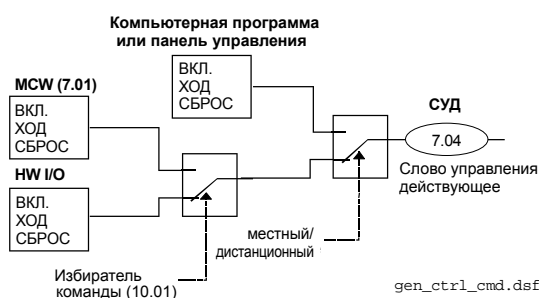 Компьютерная программа
или панель управления
MCW (7.01)
ВКЛ.
ХОД
СБРОС
ВКЛ.
ХОД
СБРОС
СУД
7.04
Слово управления
действующее
HW I/O
ВКЛ.
ХОД
СБРОС
местный/
дистанционный
Избиратель
команды (10.01)
gen_ctrl_cmd.dsf